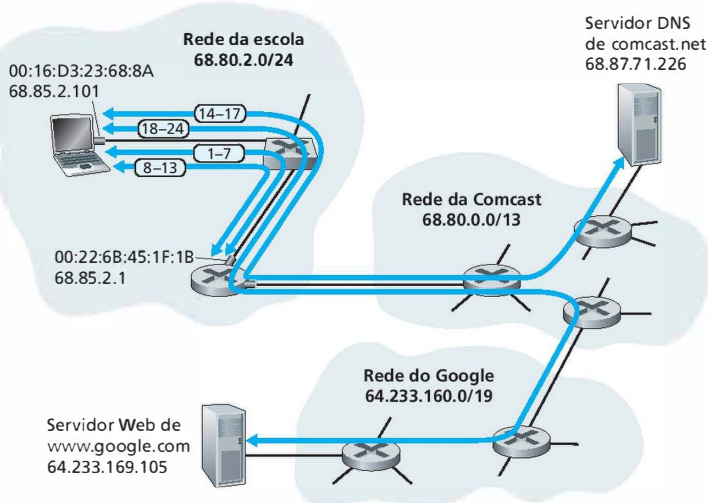 Servidor DNS
de comcast.net
68.87.71.226
Rede da escola
68.80.2.0/24
00:16:D3:23:68:8A
68.85.2.101
14–17
18–24
1–7
8–13
Rede da Comcast
68.80.0.0/13
00:22:6B:45:1F:1B
68.85.2.1
Rede do Google
64.233.160.0/19
Servidor Web de
www.google.com
64.233.169.105